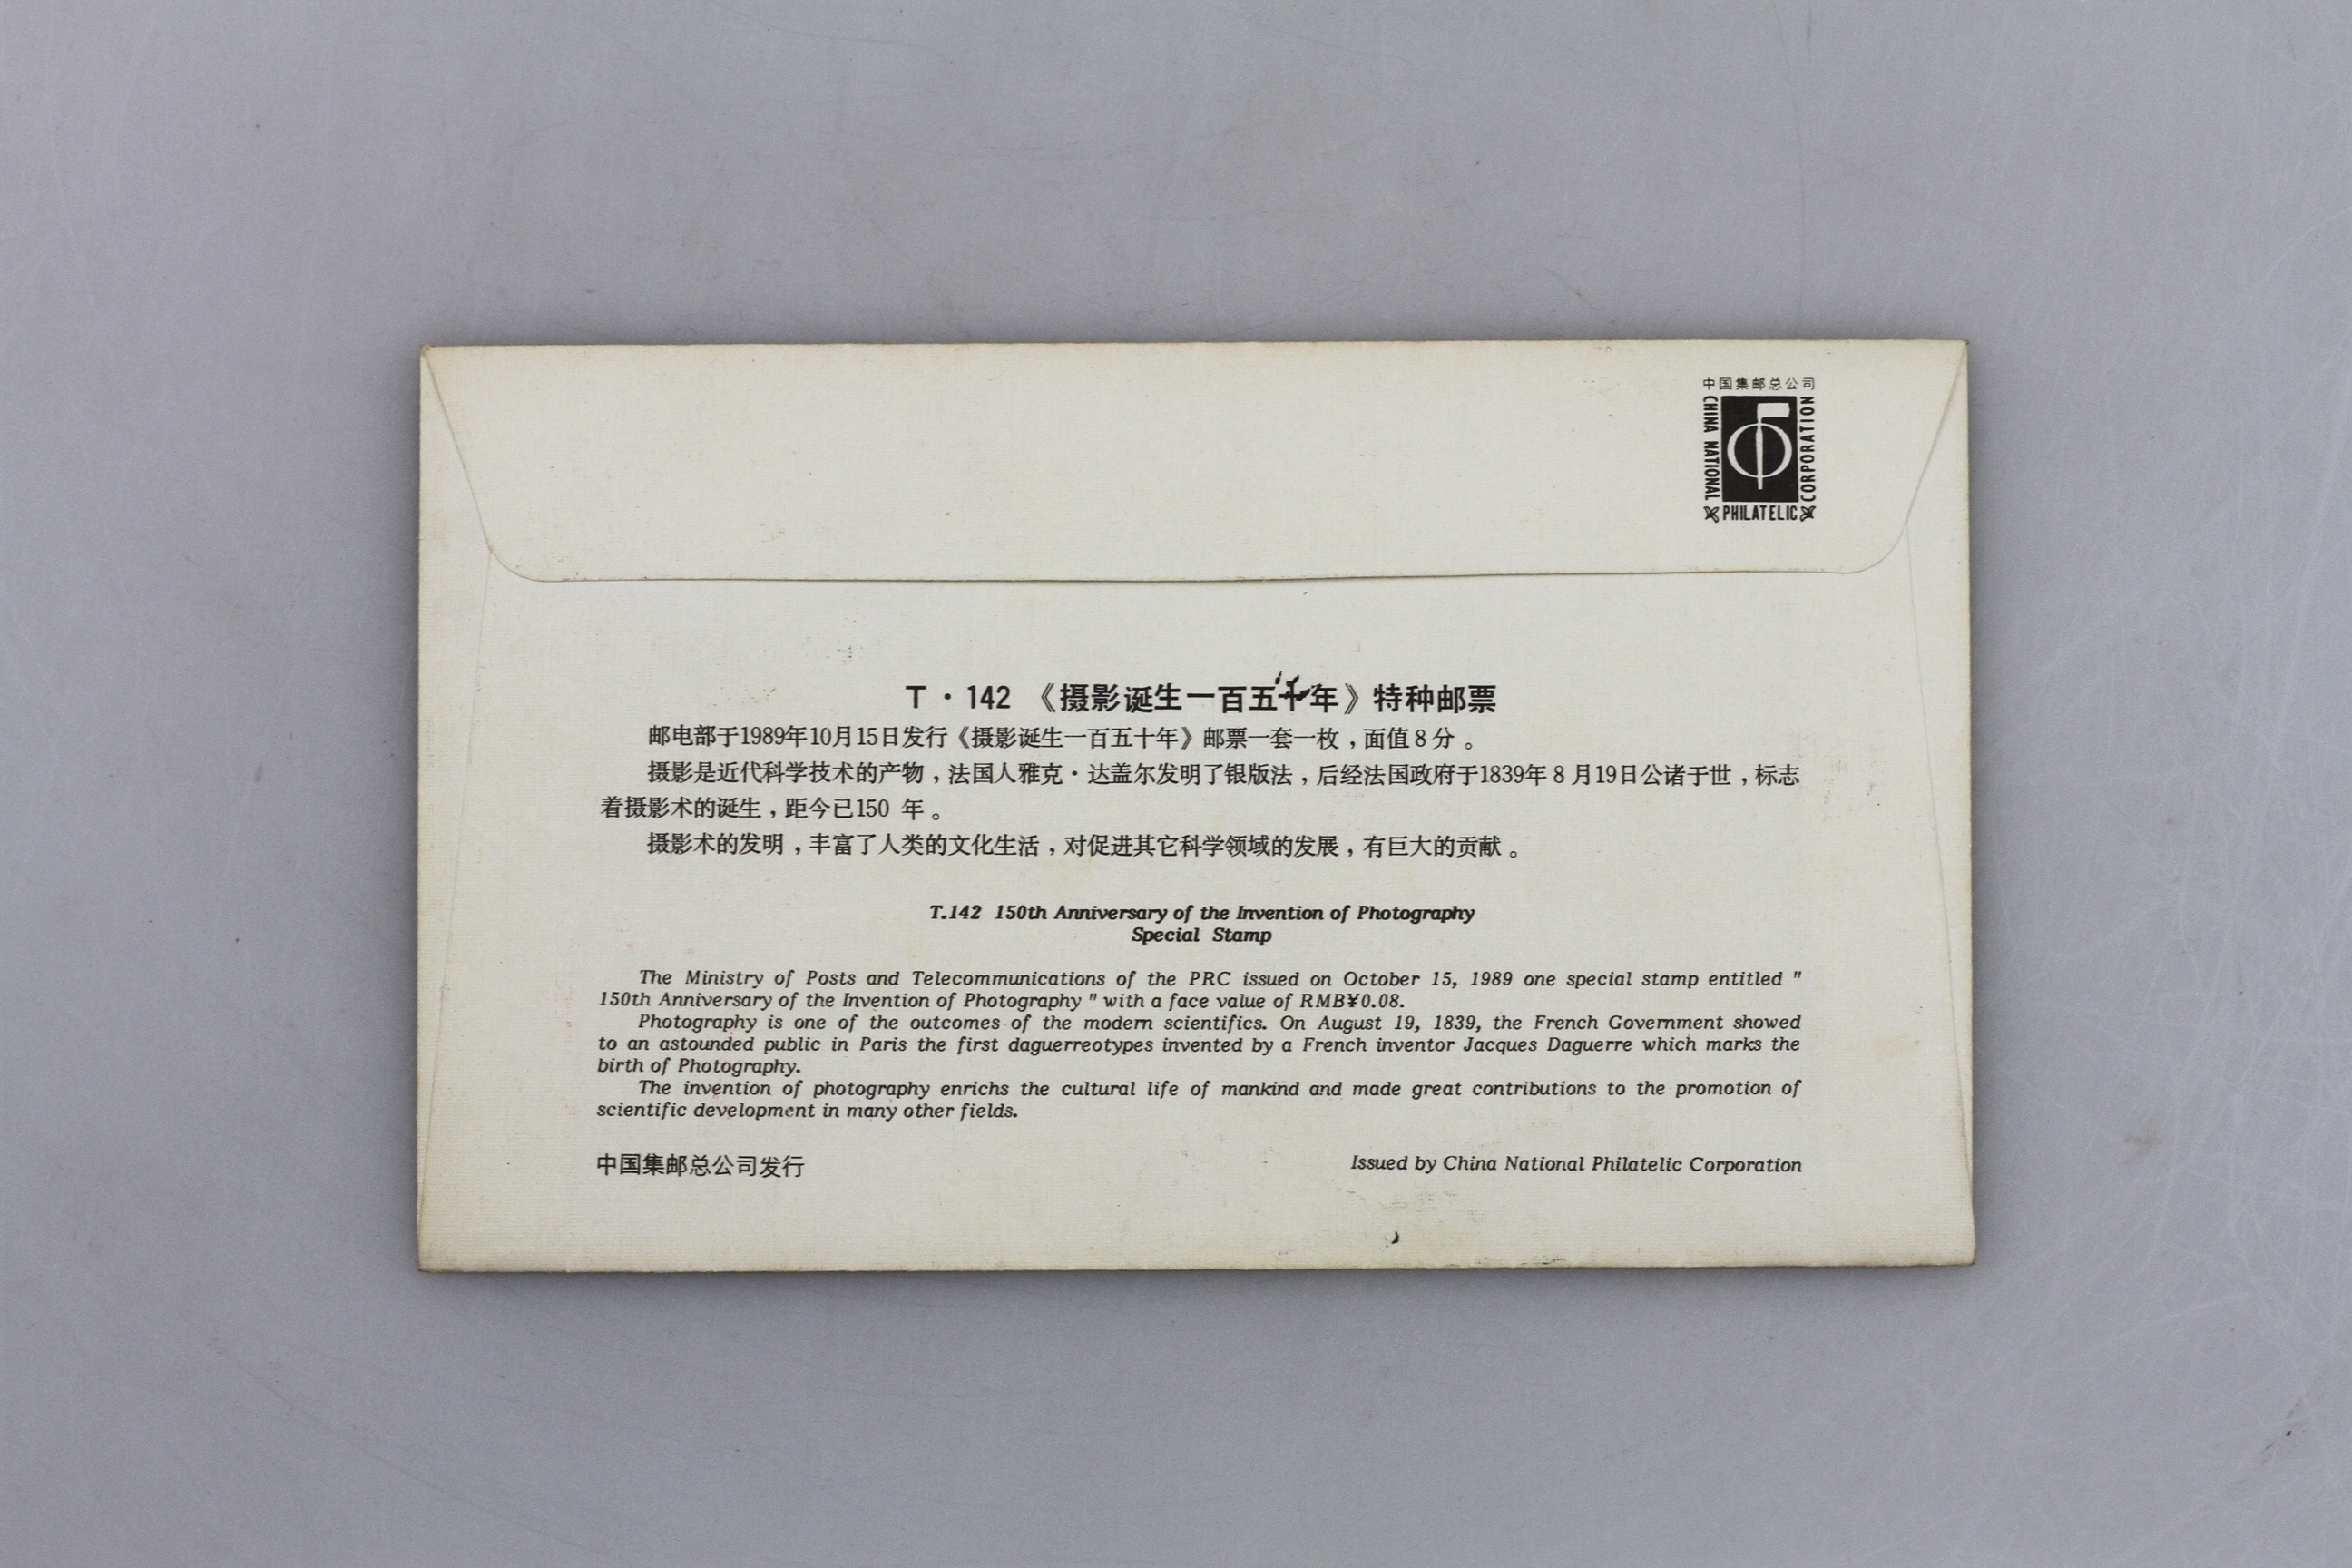 中国集邮总公司
CHINA NATIONAL
PHILATELIC
CORPORATION
T·142 《摄影诞生一百五十年》特种邮票
邮电部于1989年10月15日发行《摄影诞生一百五十年》邮票一套一枚，面值8分。
摄影是近代科学技术的产物，法国人雅克·达盖尔发明了银版法，后经法国政府于1839年8月19日公诸于世，标志
着摄影术的诞生，距今已150 年。
摄影术的发明，丰富了人类的文化生活，对促进其它科学领域的发展，有巨大的贡献。
T.142 150th Anniversary of the Invention of Photography
Special Stamp
The Ministry of Posts and Telecommunications of the PRC issued on October 15, 1989 one special stamp entitled "
150th Anniversary of the Invention of Photography " with a face value of RMB¥0.08.
Photography is one of the outcomes of the modern scientifics. On August 19, 1839, the French Government showed
to an astounded public in Paris the first daguerreotypes invented by a French inventor Jacques Daguerre which marks the
birth of Photography.
The invention of photography enrichs the cultural life of mankind and made great contributions to the promotion of
scientific development in many other fields.
中国集邮总公司发行
Issued by China National Philatelic Corporation